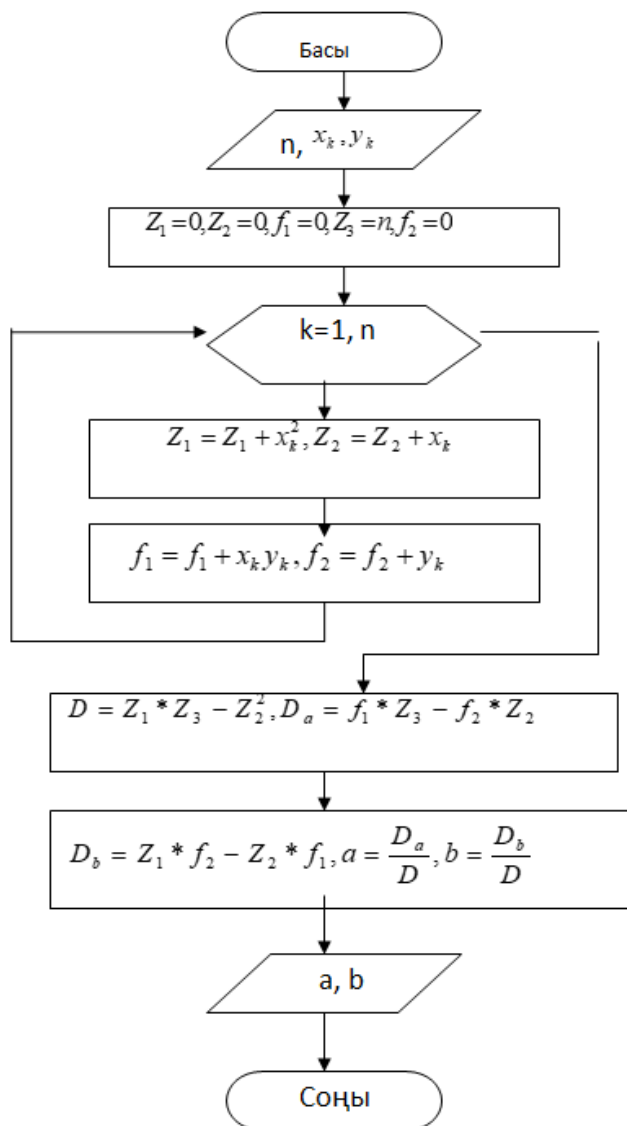 Басы
n, x_k, y_k
Z_1=0, Z_2=0, f_1=0, Z_3=n, f_2=0
k=1, n
Z_1 = Z_1 + x_k^2, Z_2 = Z_2 + x_k
f_1 = f_1 + x_k y_k, f_2 = f_2 + y_k
D = Z_1 * Z_3 − Z_2^2, D_a = f_1 * Z_3 − f_2 * Z_2
D_b = Z_1 * f_2 − Z_2 * f_1, a = D_a/D, b = D_b/D
a, b
Соңы